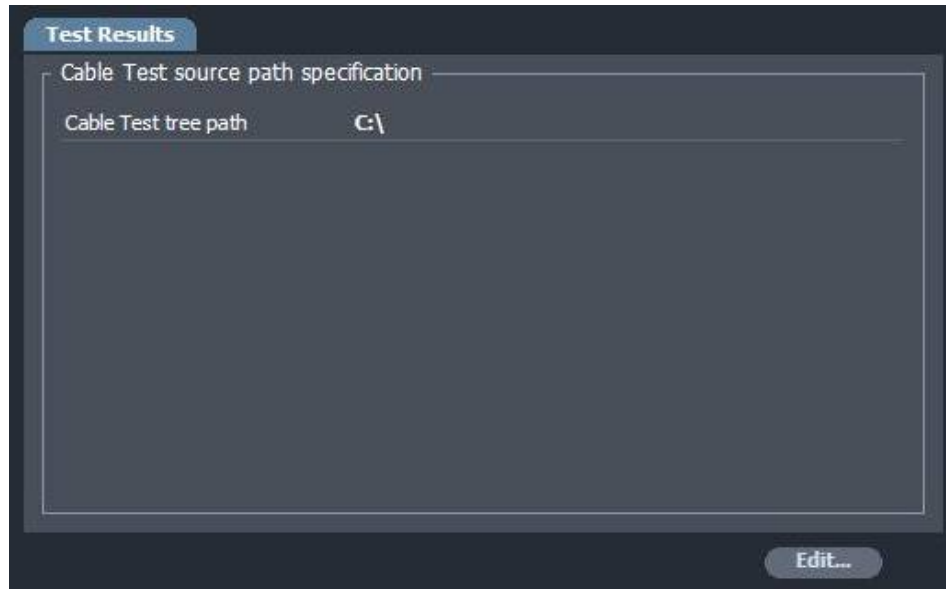 Test Results
Cable Test source path specification
Cable Test tree path C:\
Edit...